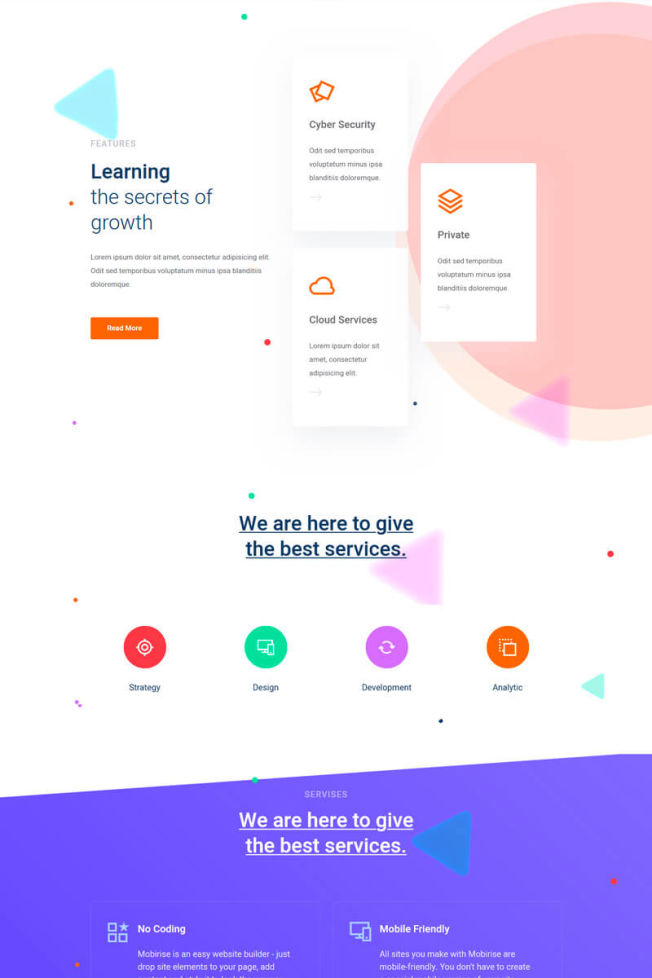 FEATURES
Learning
the secrets of
growth
Lorem ipsum dolor sit amet, consectetur adipisicing elit.
Odit sed temporibus voluptatum minus ipsa blanditiis
doloremque.
Read More
Cyber Security
Odit sed temporibus
voluptatem minus ipsa
blanditiis doloremque.
Cloud Services
Lorem ipsum dolor sit
amet, consectetur
adipisicing elit.
Private
Odit sed temporibus
voluptatem minus ipsa
blanditiis doloremque
We are here to give
the best services.
Strategy
Design
Development
Analytic
SERVISES
We are here to give
the best services.
No Coding
Mobirise is an easy website builder - just
drop site elements to your page, add
Mobile Friendly
All sites you make with Mobirise are
mobile-friendly. You don't have to create